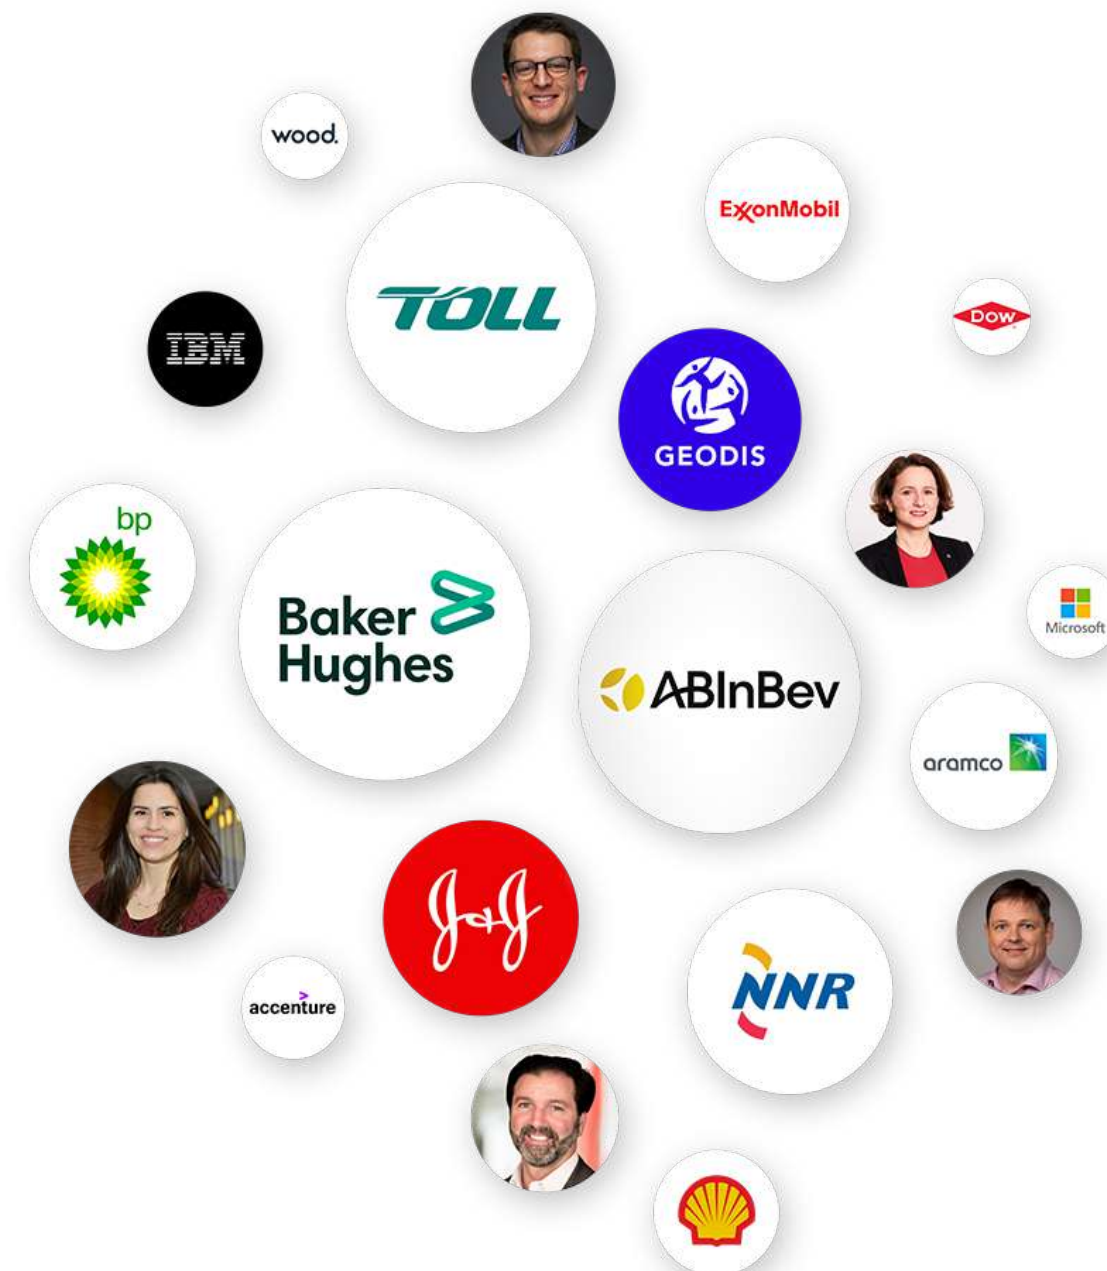 wood.
ExxonMobil
TOLL
DOW
IBM
GEODIS
bp
Baker
Hughes
Microsoft
ABInBev
aramco
J&J
NNR
accenture